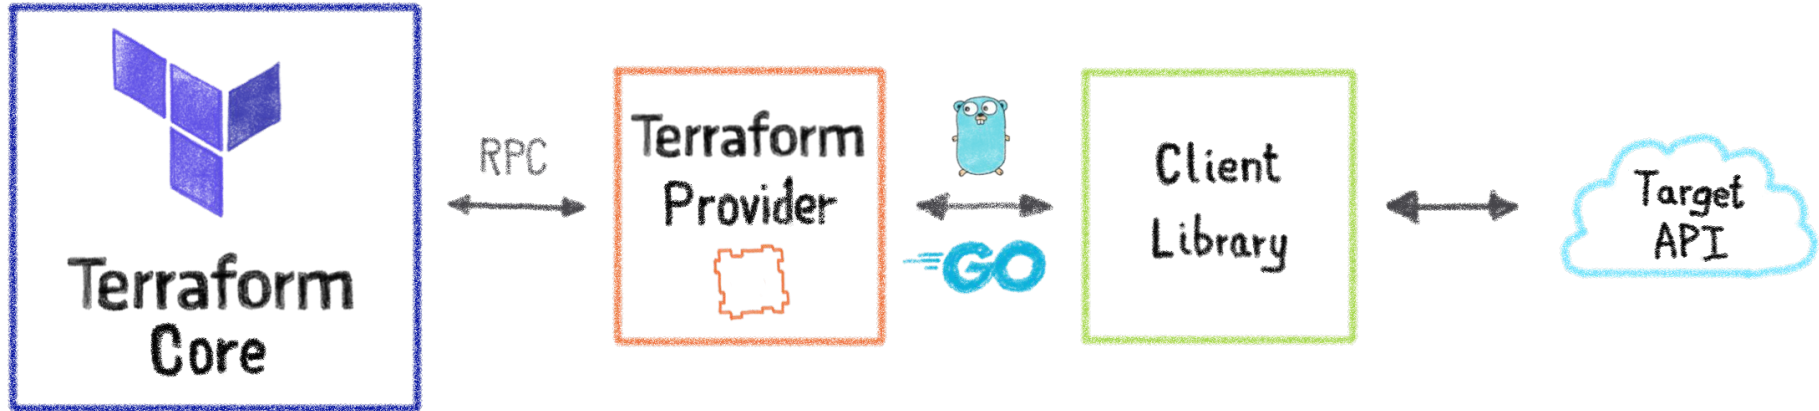 Terraform
Core
RPC
Terraform
Provider
GO
Client
Library
Target
API